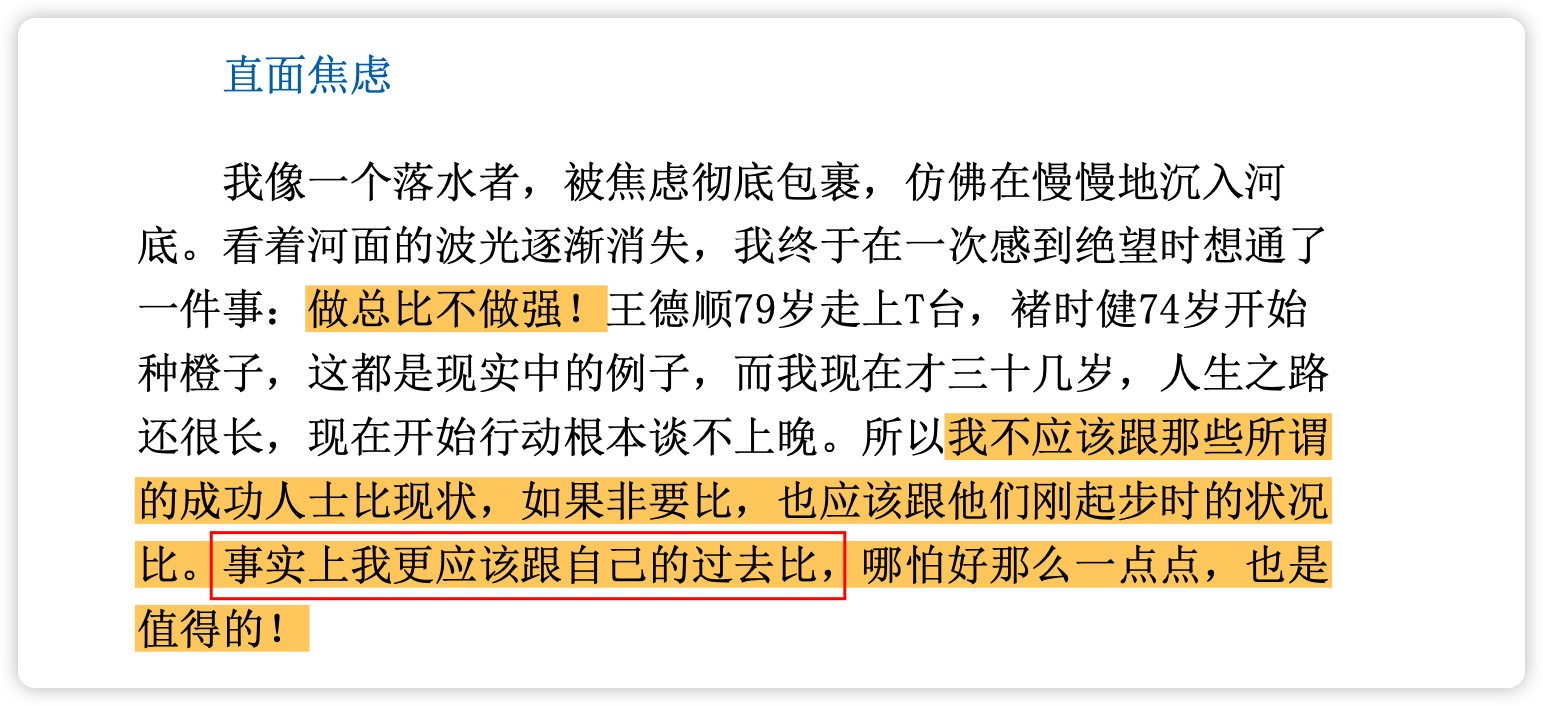 直面焦虑
我像一个落水者，被焦虑彻底包裹，仿佛在慢慢地沉入河
底。看着河面的波光逐渐消失，我终于在一次感到绝望时想通了
一件事：做总比不做强！王德顺79岁走上T台，褚时健74岁开始
种橙子，这都是现实中的例子，而我现在才三十几岁，人生之路
还很长，现在开始行动根本谈不上晚。所以我不应该跟那些所谓
的成功人士比现状，如果非要比，也应该跟他们刚起步时的状况
比。事实上我更应该跟自己的过去比，哪怕好那么一点点，也是
值得的！